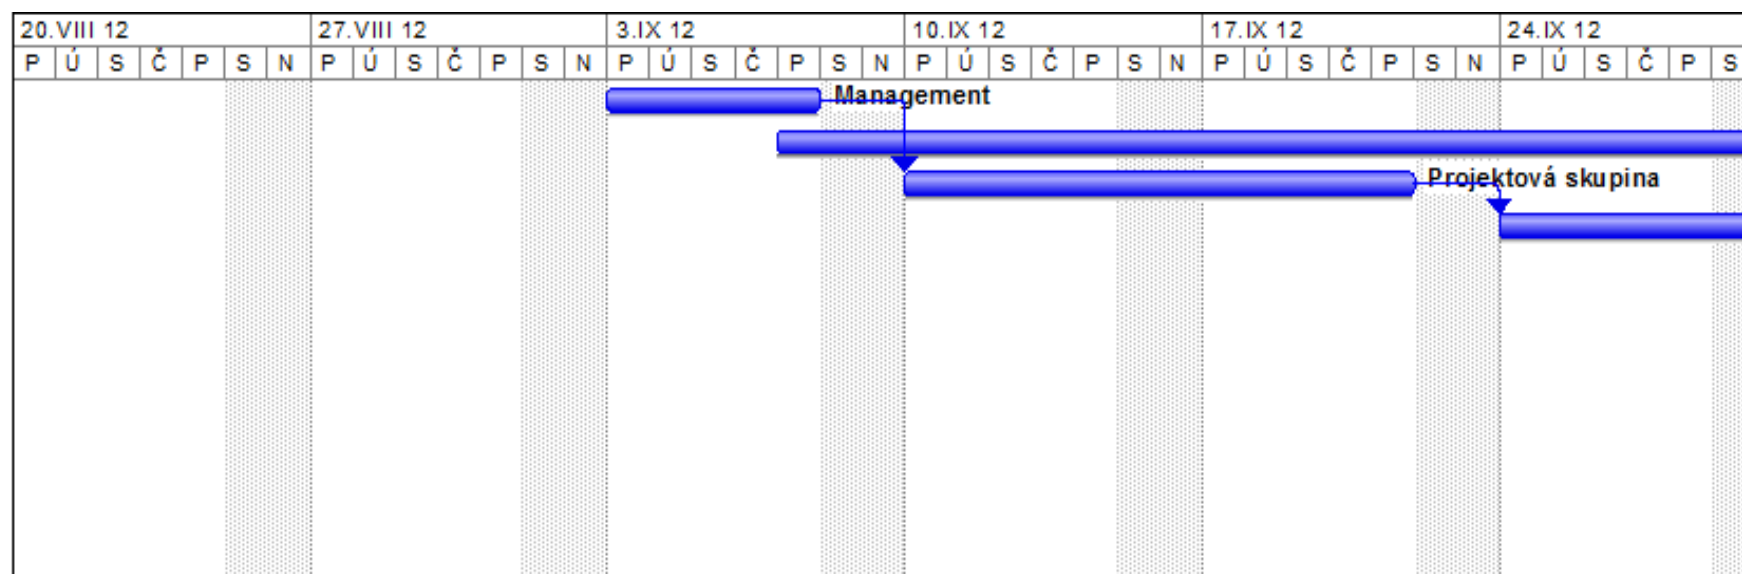 20.VIII 12 27.VIII 12 3.IX 12 10.IX 12 17.IX 12 24.IX 12
P Ú S Č P S N P Ú S Č P S N P Ú S Č P S N P Ú S Č P S N P Ú S Č P S N P Ú S Č P S
Management
Projektová skupina